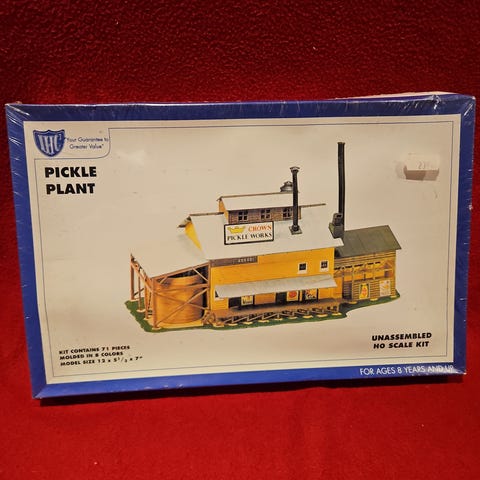 IHC
"Your Guarantee to
Greater Value"
PICKLE
PLANT
CROWN
PICKLE WORKS
KIT CONTAINS 71 PIECES
MOLDED IN 8 COLORS
MODEL SIZE 12 x 5½ x 7"
UNASSEMBLED
HO SCALE KIT
FOR AGES 8 YEARS AND UP